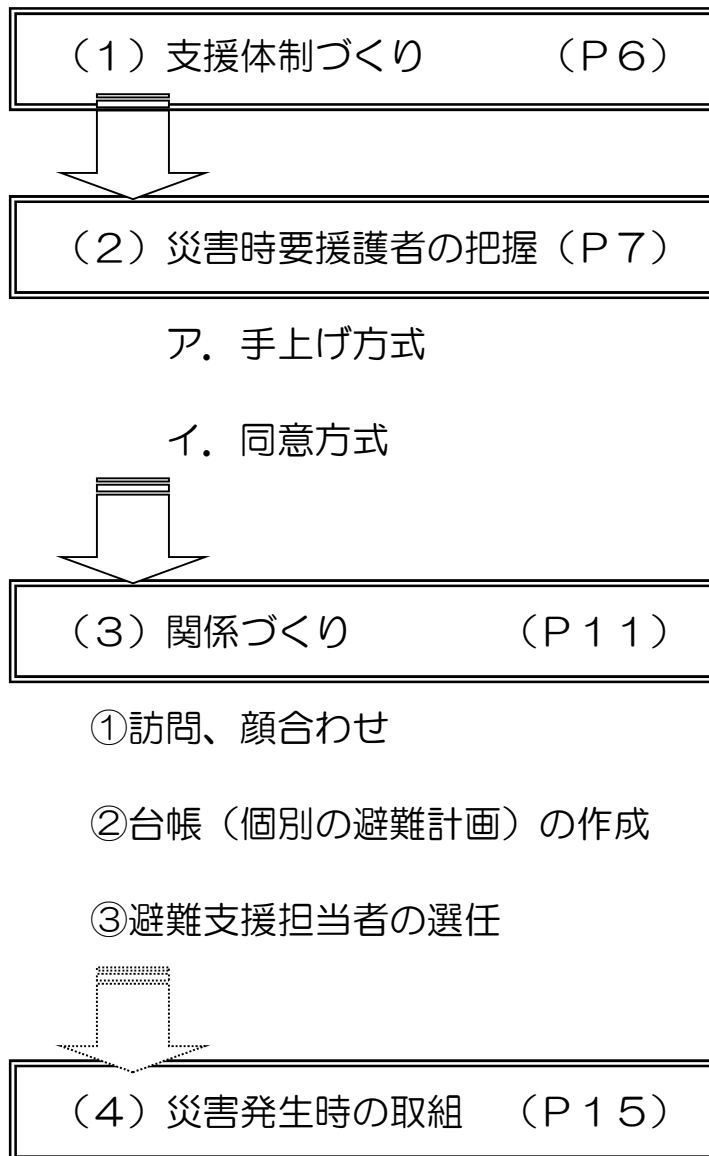 （１）支援体制づくり　　　（Ｐ６）
（２）災害時要援護者の把握（Ｐ７）
ア．手上げ方式
イ．同意方式
（３）関係づくり　　　　（Ｐ１１）
①訪問、顔合わせ
②台帳（個別の避難計画）の作成
③避難支援担当者の選任
（４）災害発生時の取組　（Ｐ１５）